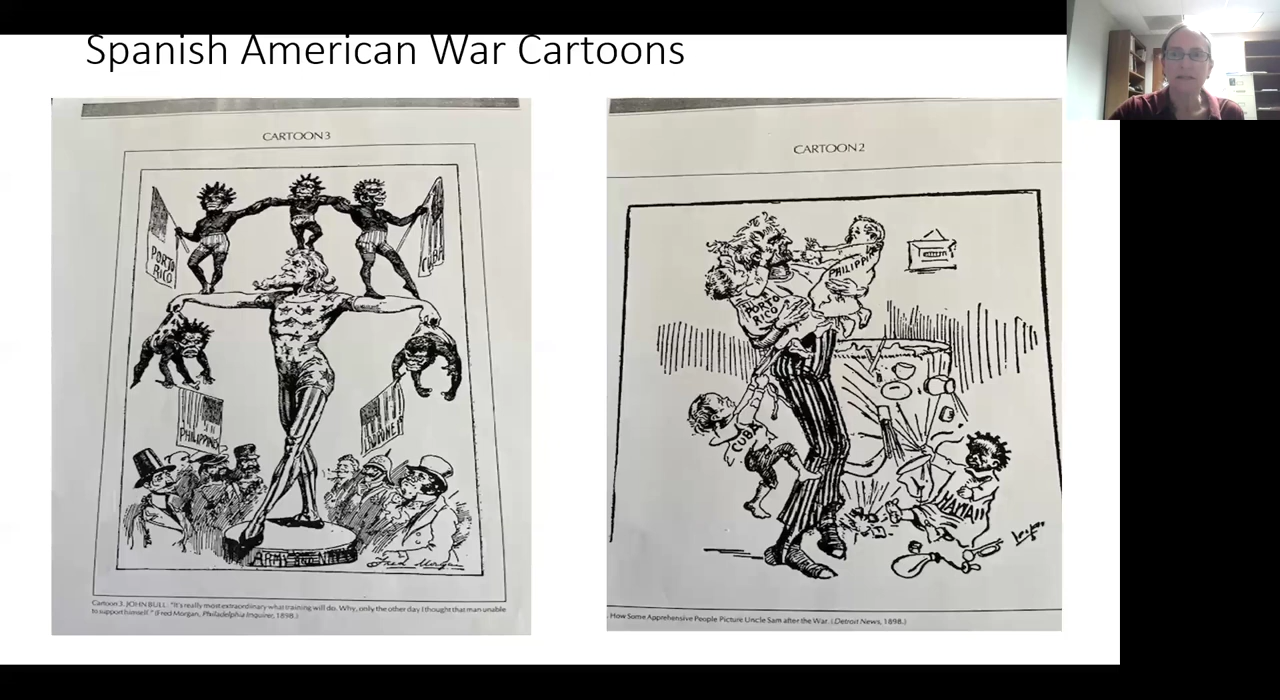 Spanish American War Cartoons
CARTOON 3
PORTO
RICO
CUBA
PHILIPPINES
ARMY
Fred Morgan
Cartoon 3. JOHN BULL. "It's really most extraordinary what training will do. Why, only the other day I thought that man unable
to support himself." (Fred Morgan, Philadelphia Inquirer, 1898.)
CARTOON 2
PHILIPPINE
PORTO
RICO
CUBA
HAWAII
How Some Apprehensive People Picture Uncle Sam after the War. (Detroit News, 1898.)